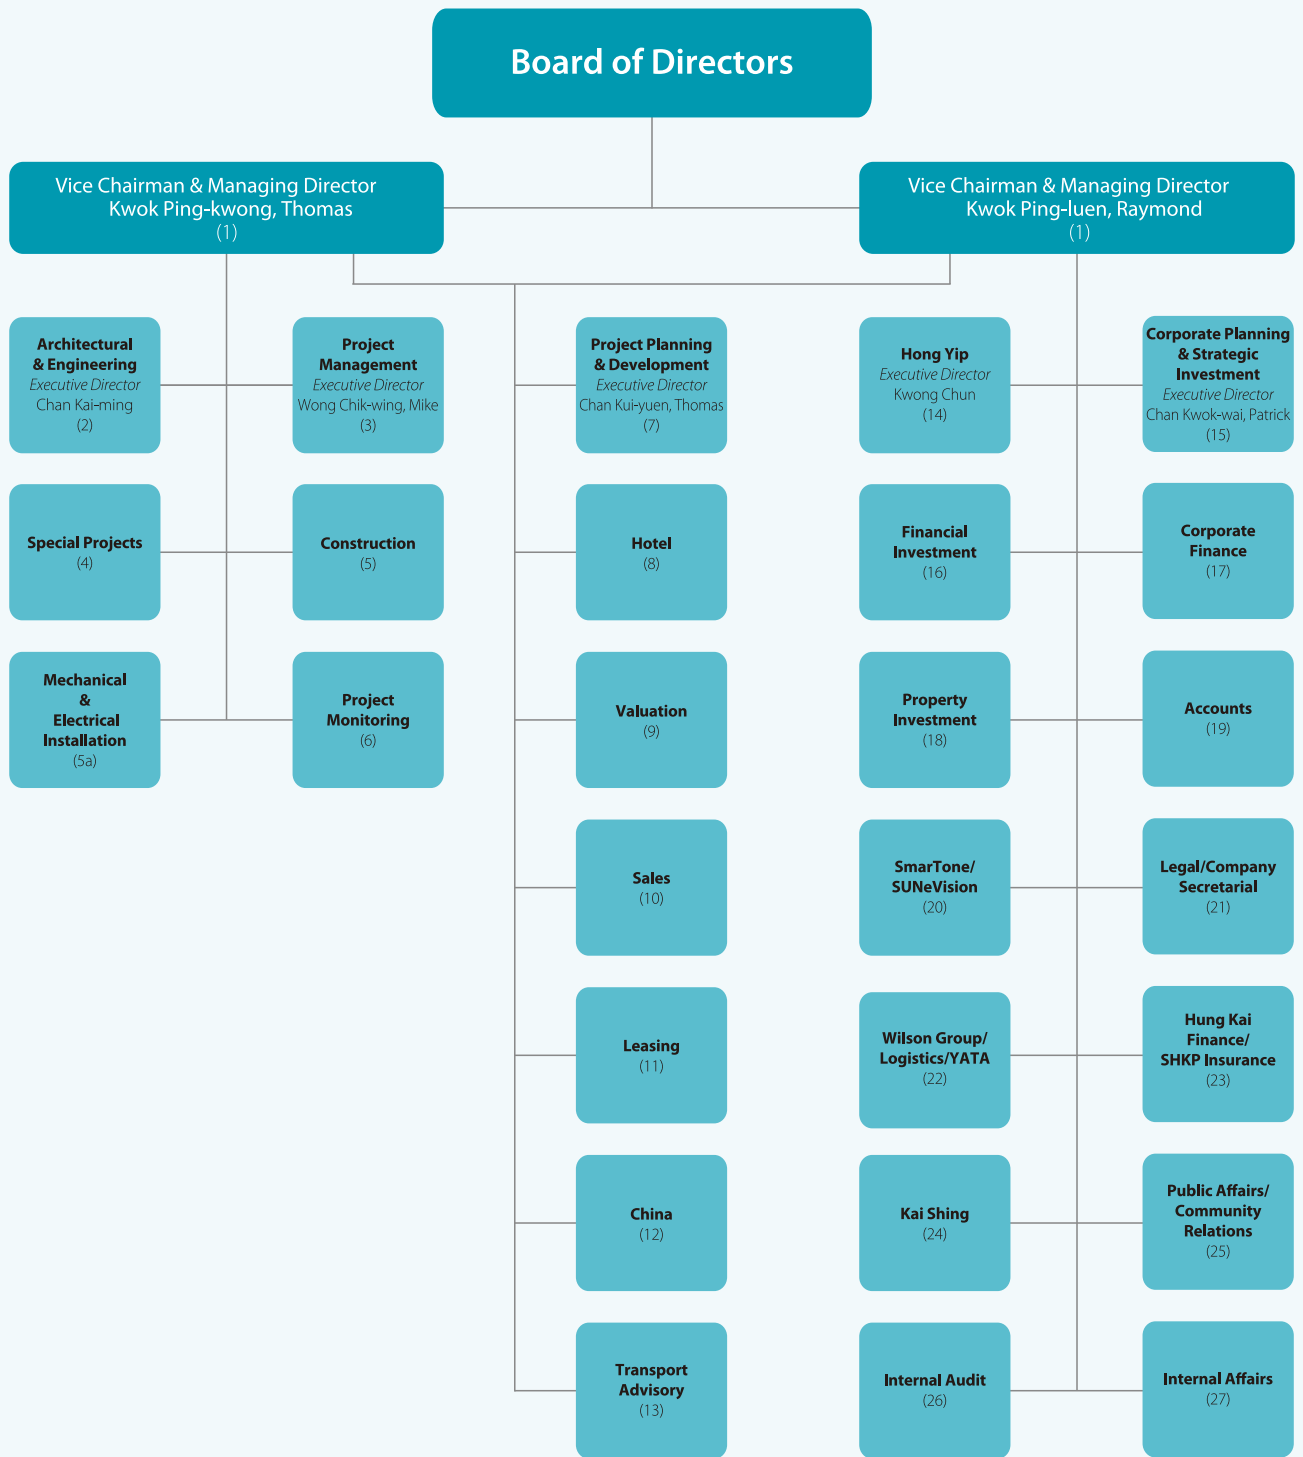 Board of Directors
Vice Chairman & Managing Director
Kwok Ping-kwong, Thomas
(1)
Vice Chairman & Managing Director
Kwok Ping-luen, Raymond
(1)
Architectural
& Engineering
Executive Director
Chan Kai-ming
(2)
Project
Management
Executive Director
Wong Chik-wing, Mike
(3)
Project Planning
& Development
Executive Director
Chan Kui-yuen, Thomas
(7)
Hong Yip
Executive Director
Kwong Chun
(14)
Corporate Planning
& Strategic
Investment
Executive Director
Chan Kwok-wai, Patrick
(15)
Special Projects
(4)
Construction
(5)
Hotel
(8)
Financial
Investment
(16)
Corporate
Finance
(17)
Mechanical
&
Electrical
Installation
(5a)
Project
Monitoring
(6)
Valuation
(9)
Property
Investment
(18)
Accounts
(19)
Sales
(10)
SmarTone/
SUNeVision
(20)
Legal/Company
Secretarial
(21)
Leasing
(11)
Wilson Group/
Logistics/YATA
(22)
Hung Kai
Finance/
SHKP Insurance
(23)
China
(12)
Kai Shing
(24)
Public Affairs/
Community
Relations
(25)
Transport
Advisory
(13)
Internal Audit
(26)
Internal Affairs
(27)